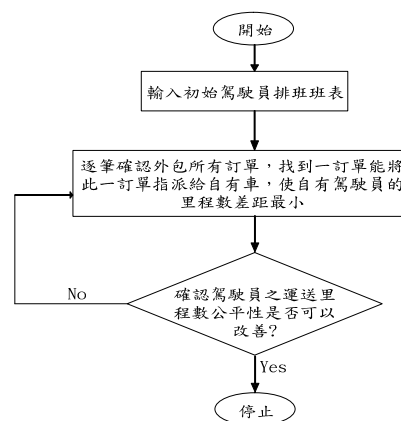 開始
輸入初始駕駛員排班班表
逐筆確認外包所有訂單，找到一訂單能將
此一訂單指派給自有車，使自有駕駛員的
里程數差距最小
No
確認駕駛員之運送里
程數公平性是否可以
改善?
Yes
停止